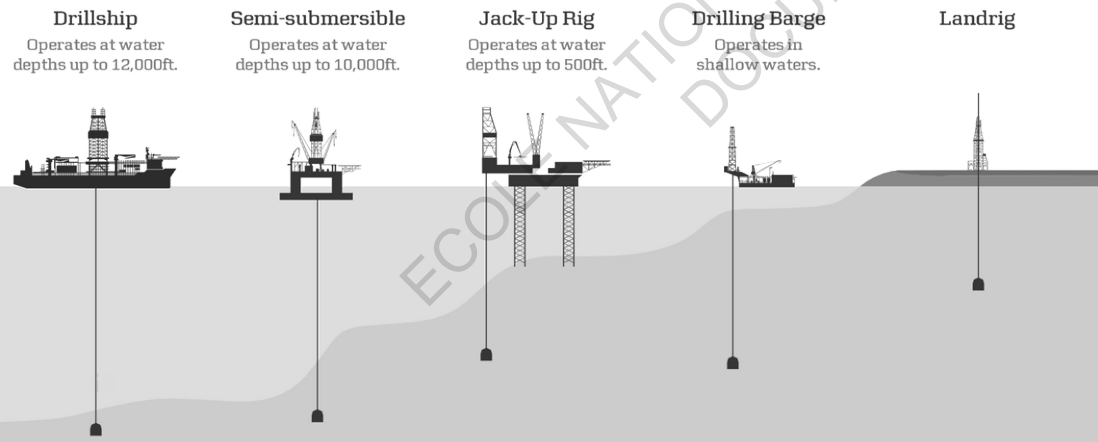 Drillship
Operates at water
depths up to 12,000ft.
Semi-submersible
Operates at water
depths up to 10,000ft.
Jack-Up Rig
Operates at water
depths up to 500ft.
Drilling Barge
Operates in
shallow waters.
Landrig
ECOLE